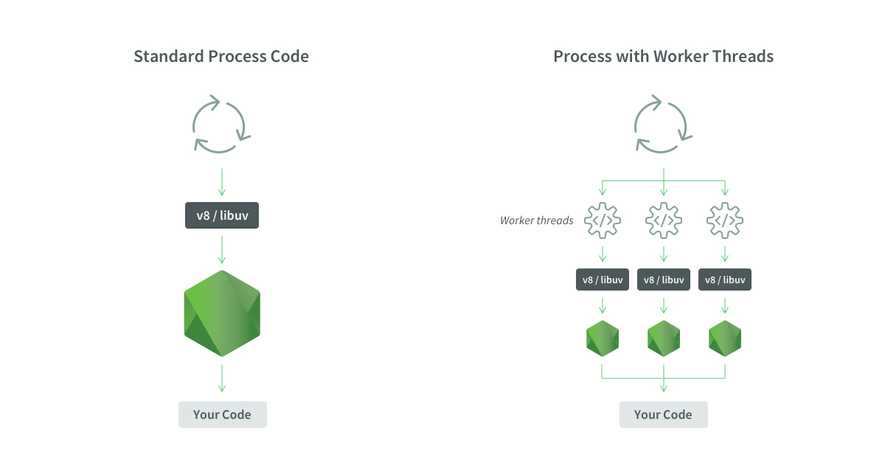 Standard Process Code
v8 / libuv
Your Code
Process with Worker Threads
Worker threads
v8 / libuv
v8 / libuv
v8 / libuv
Your Code